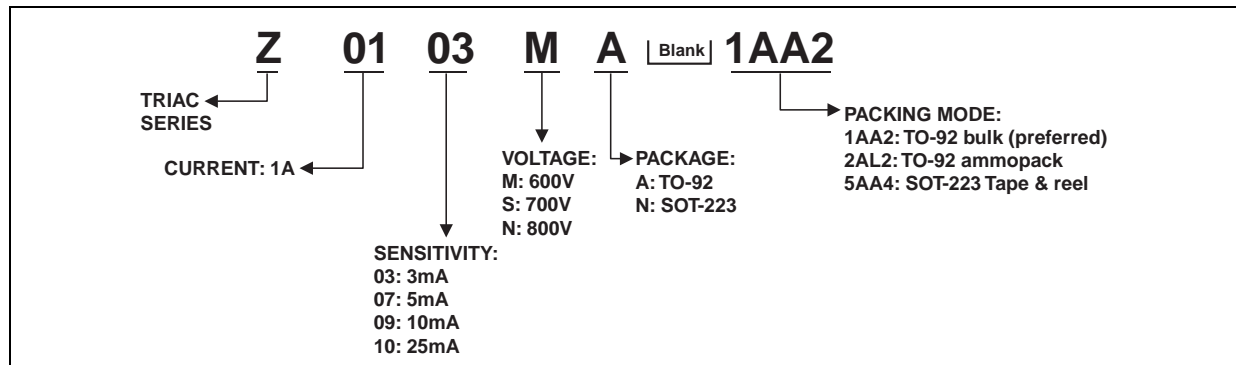 Z 01 03 M A Blank 1AA2
TRIAC
SERIES
CURRENT: 1A
SENSITIVITY:
03: 3mA
07: 5mA
09: 10mA
10: 25mA
VOLTAGE:
M: 600V
S: 700V
N: 800V
PACKAGE:
A: TO-92
N: SOT-223
PACKING MODE:
1AA2: TO-92 bulk (preferred)
2AL2: TO-92 ammopack
5AA4: SOT-223 Tape & reel